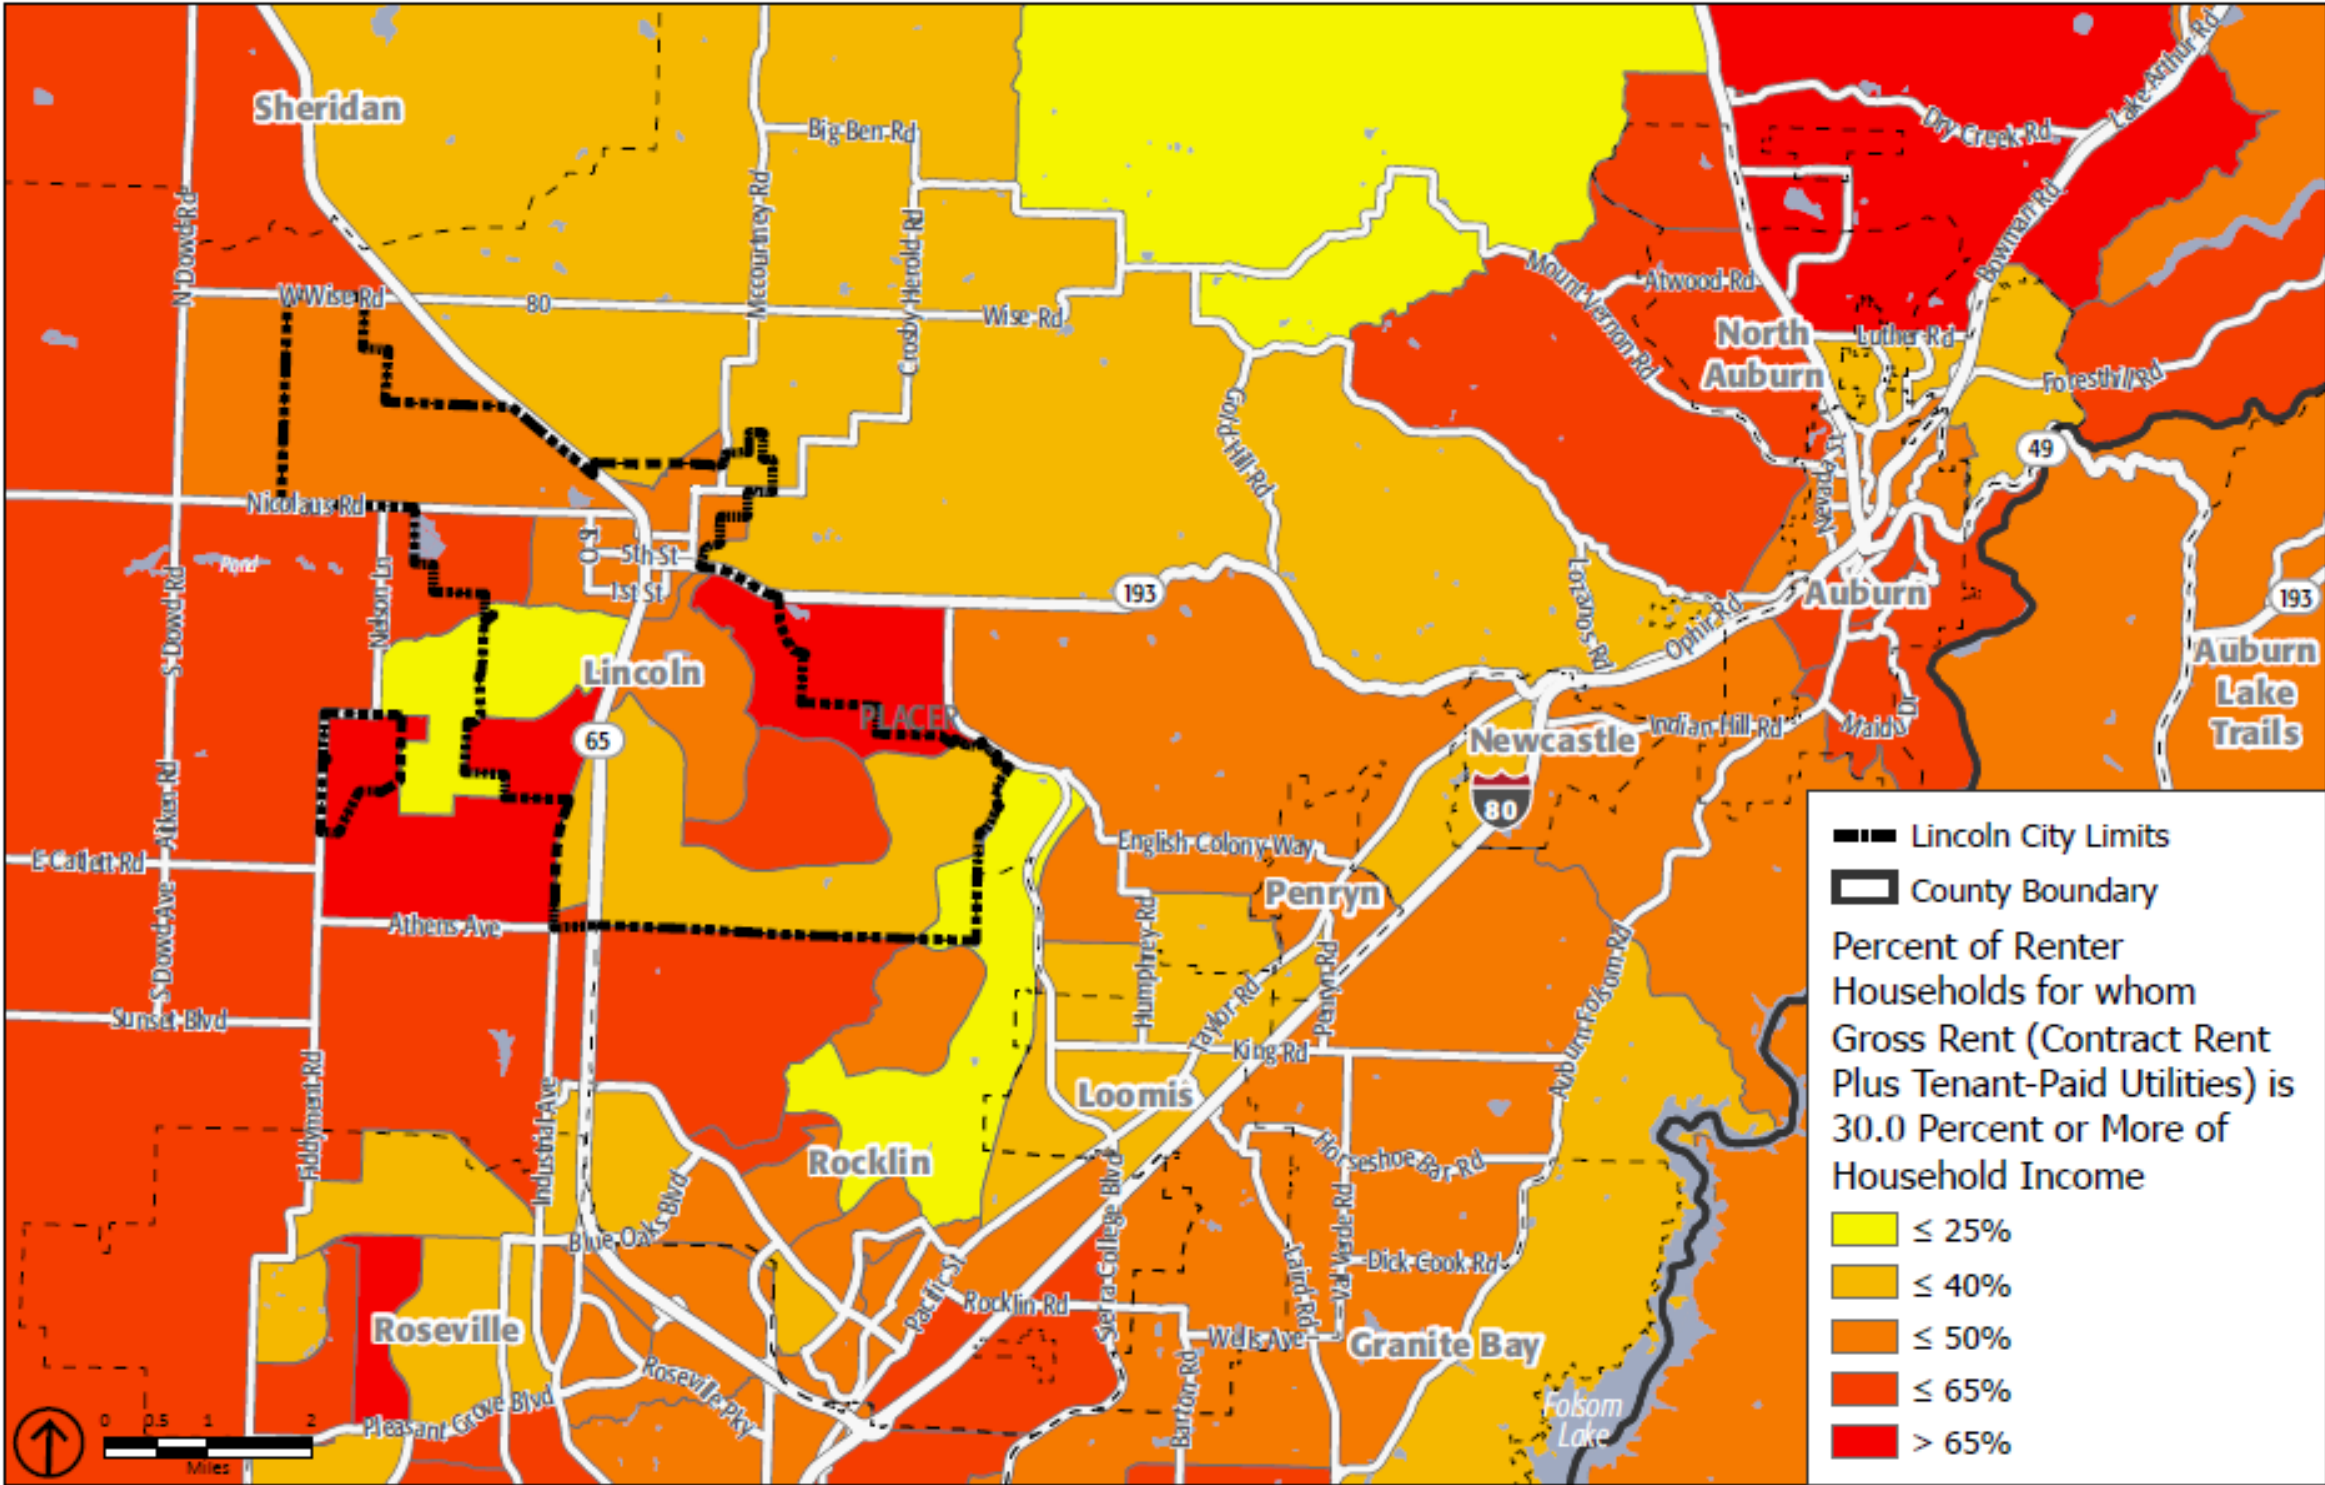 Sheridan
Big Ben Rd
Dry Creek Rd
Lake Arthur Rd
N Dowd Rd
Mccourtney Rd
Crosby Herold Rd
Bowman Rd
W Wise Rd
80
Wise Rd
Mount Vernon Rd
Atwood Rd
North
Auburn
Luther Rd
Foresthill Rd
Gold Hill Rd
49
Nevada St
Nicolaus Rd
O St
5th St
1st St
Pond
Nelson Ln
S Dowd Rd
193
Lozanos Rd
Ophir Rd
Auburn
193
Auburn
Lake
Trails
Lincoln
PLACER
65
Newcastle
Indian Hill Rd
Maidu Dr
80
Aitken Rd
E Catlett Rd
English Colony Way
Penryn
S Dowd Ave
Athens Ave
Humphrey Rd
Taylor Rd
Penryn Rd
Auburn Folsom Rd
Sunset Blvd
King Rd
Fiddyment Rd
Industrial Ave
Loomis
Horseshoe Bar Rd
Rocklin
Sierra College Blvd
Blue Oaks Blvd
Laird Rd
Val Verde Rd
Dick Cook Rd
Pacific St
Rocklin Rd
Wells Ave
Granite Bay
Roseville
Roseville Pky
Barton Rd
Pleasant Grove Blvd
Folsom
Lake
0 0.5 1 2
Miles
Lincoln City Limits
County Boundary
Percent of Renter
Households for whom
Gross Rent (Contract Rent
Plus Tenant-Paid Utilities) is
30.0 Percent or More of
Household Income
≤ 25%
≤ 40%
≤ 50%
≤ 65%
> 65%